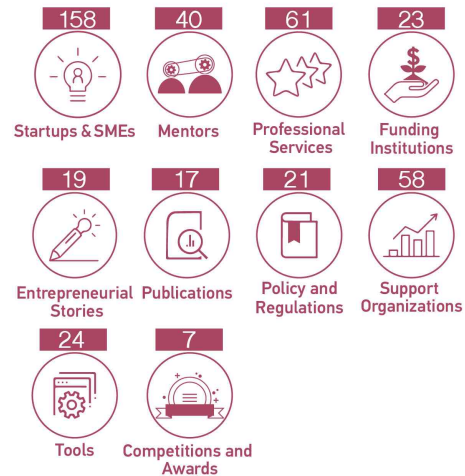 158 40 61 23
Startups & SMEs Mentors Professional Funding
Services Institutions
19 17 21 58
Entrepreneurial Publications Policy and Support
Stories Regulations Organizations
24 7
Tools Competitions and
Awards